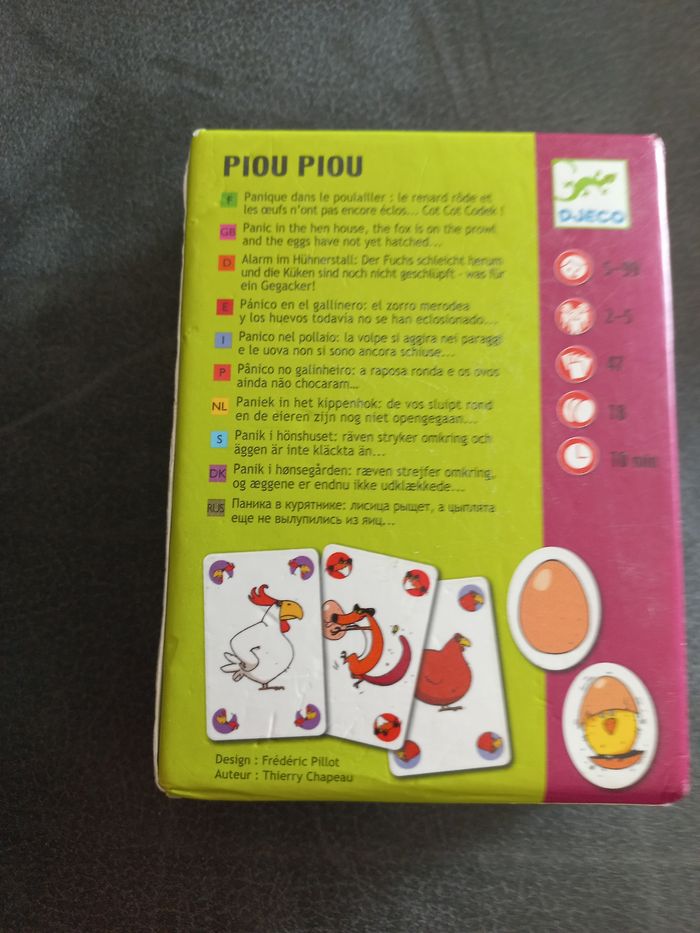 PIOU PIOU
F Panique dans le poulailler : le renard rôde et
les œufs n'ont pas encore éclos... Cot Cot Codek !
GB Panic in the hen house, the fox is on the prowl
and the eggs have not yet hatched...
D Alarm im Hühnerstall: Der Fuchs schleicht herum
und die Küken sind noch nicht geschlüpft - was für
ein Gegacker!
E Pánico en el gallinero: el zorro merodea
y los huevos todavía no se han eclosionado...
I Panico nel pollaio: la volpe si aggira nei paraggi
e le uova non si sono ancora schiuse...
P Pânico no galinheiro: a raposa ronda e os ovos
ainda não chocaram...
NL Paniek in het kippenhok: de vos sluipt rond
en de eieren zijn nog niet opengegaan...
S Panik i hönshuset: räven stryker omkring och
äggen är inte kläckta än...
DK Panik i hønsegården: ræven strejfer omkring,
og æggene er endnu ikke udklækkede...
RUS Паника в курятнике: лисица рыщет, а цыплята
еще не вылупились из яиц...
Design : Frédéric Pillot
Auteur : Thierry Chapeau
DJECO
5-99
2-5
47
18
10 min